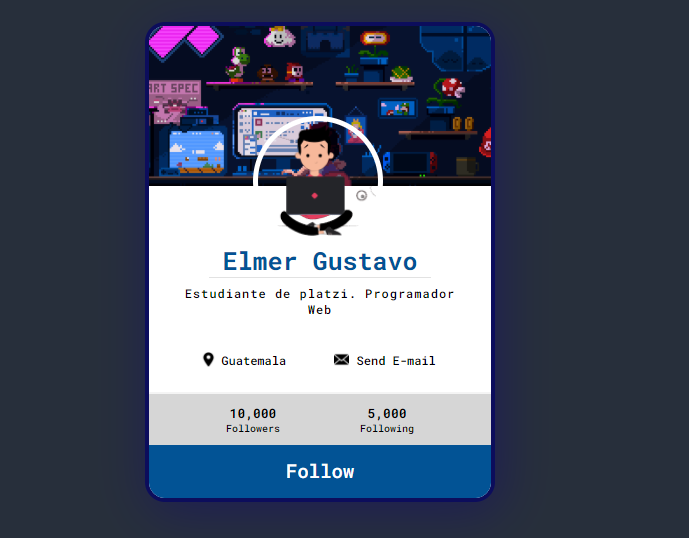 ART SPEC
Elmer Gustavo
Estudiante de platzi. Programador
Web
Guatemala
Send E-mail
10,000
5,000
Followers
Following
Follow